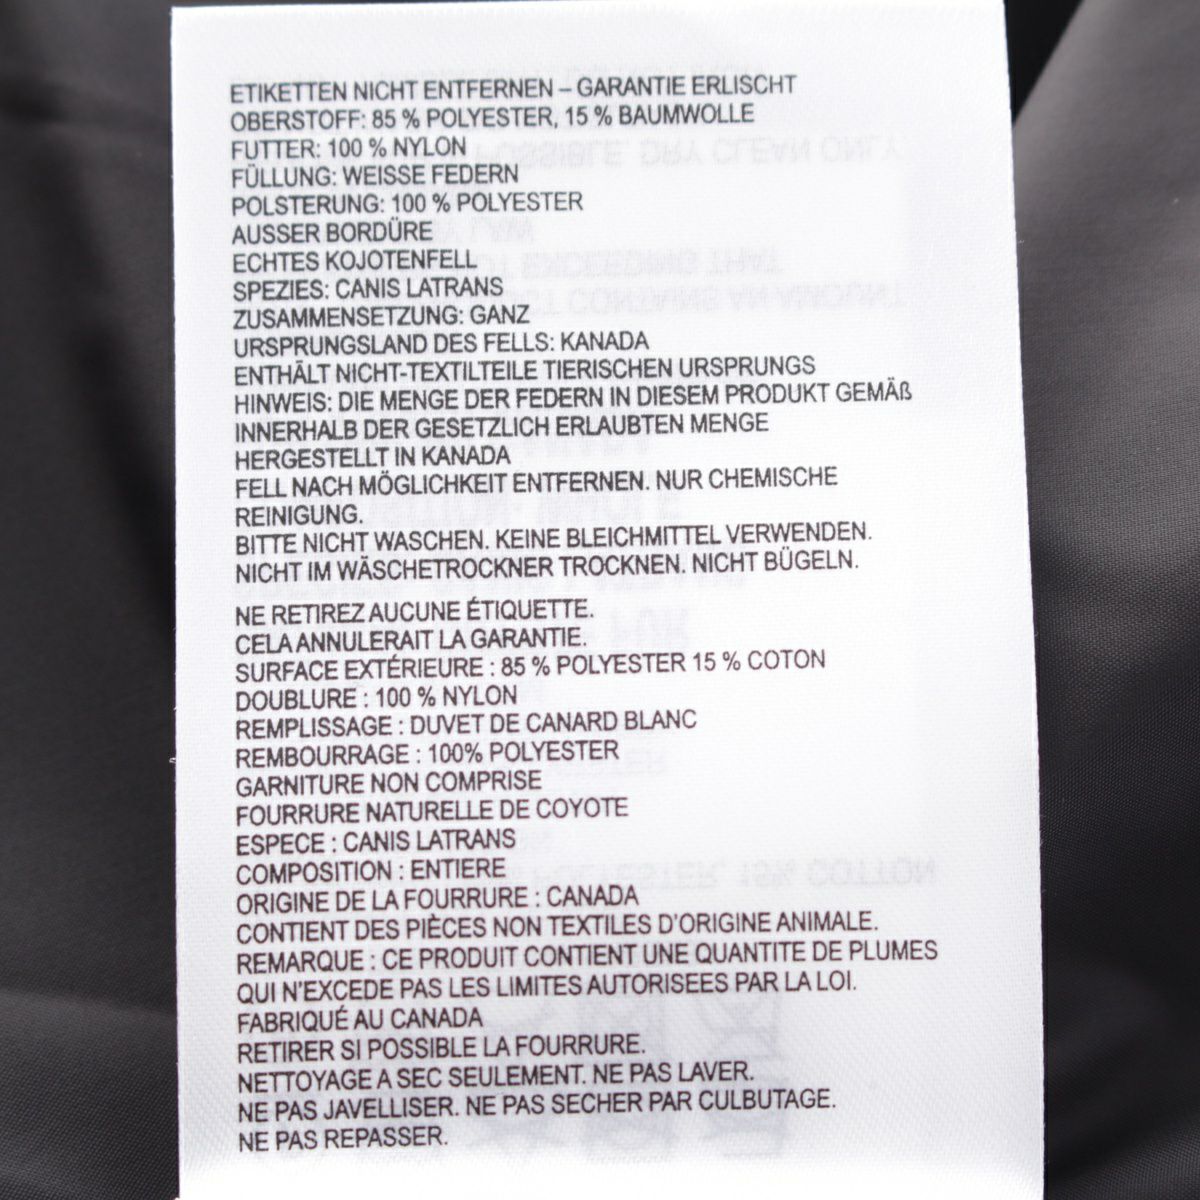 ETIKETTEN NICHT ENTFERNEN – GARANTIE ERLISCHT
OBERSTOFF: 85 % POLYESTER, 15 % BAUMWOLLE
FUTTER: 100 % NYLON
FÜLLUNG: WEISSE FEDERN
POLSTERUNG: 100 % POLYESTER
AUSSER BORDÜRE
ECHTES KOJOTENFELL
SPEZIES: CANIS LATRANS
ZUSAMMENSETZUNG: GANZ
URSPRUNGSLAND DES FELLS: KANADA
ENTHÄLT NICHT-TEXTILTEILE TIERISCHEN URSPRUNGS
HINWEIS: DIE MENGE DER FEDERN IN DIESEM PRODUKT GEMÄß
INNERHALB DER GESETZLICH ERLAUBTEN MENGE
HERGESTELLT IN KANADA
FELL NACH MÖGLICHKEIT ENTFERNEN. NUR CHEMISCHE
REINIGUNG.
BITTE NICHT WASCHEN. KEINE BLEICHMITTEL VERWENDEN.
NICHT IM WÄSCHETROCKNER TROCKNEN. NICHT BÜGELN.
NE RETIREZ AUCUNE ÉTIQUETTE.
CELA ANNULERAIT LA GARANTIE.
SURFACE EXTÉRIEURE : 85 % POLYESTER 15 % COTON
DOUBLURE : 100 % NYLON
REMPLISSAGE : DUVET DE CANARD BLANC
REMBOURRAGE : 100% POLYESTER
GARNITURE NON COMPRISE
FOURRURE NATURELLE DE COYOTE
ESPECE : CANIS LATRANS
COMPOSITION : ENTIERE
ORIGINE DE LA FOURRURE : CANADA
CONTIENT DES PIÈCES NON TEXTILES D'ORIGINE ANIMALE.
REMARQUE : CE PRODUIT CONTIENT UNE QUANTITE DE PLUMES
QUI N'EXCEDE PAS LES LIMITES AUTORISEES PAR LA LOI.
FABRIQUÉ AU CANADA
RETIRER SI POSSIBLE LA FOURRURE.
NETTOYAGE A SEC SEULEMENT. NE PAS LAVER.
NE PAS JAVELLISER. NE PAS SECHER PAR CULBUTAGE.
NE PAS REPASSER.